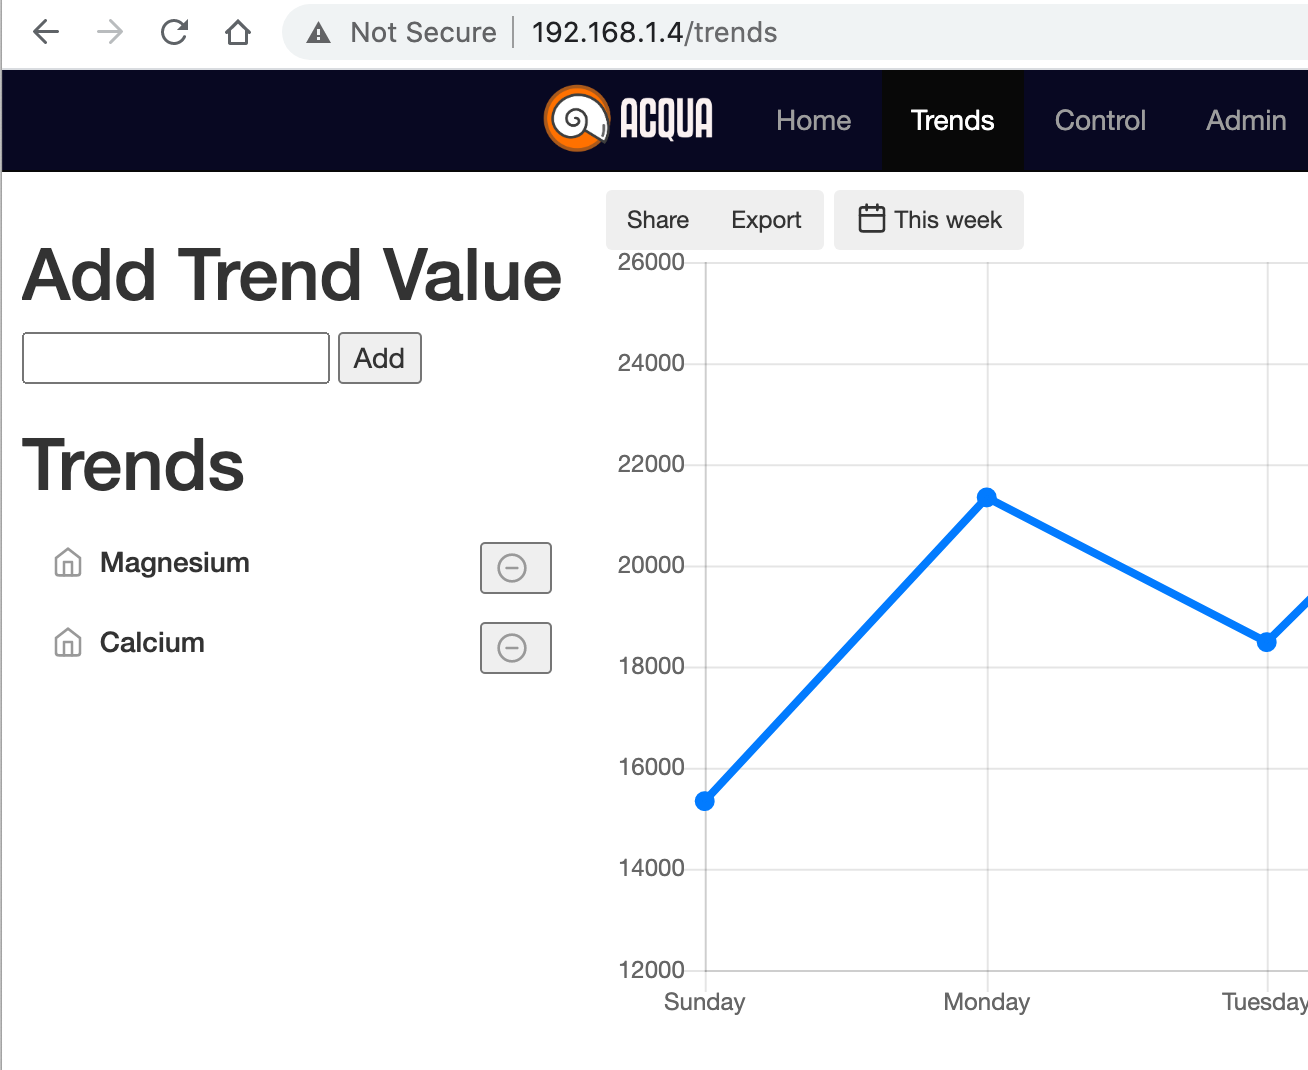 Not Secure | 192.168.1.4/trends
ACQUA Home Trends Control Admin
Share Export This week
Add Trend Value
Add
Trends
Magnesium
Calcium
26000
24000
22000
20000
18000
16000
14000
12000
Sunday Monday Tuesday